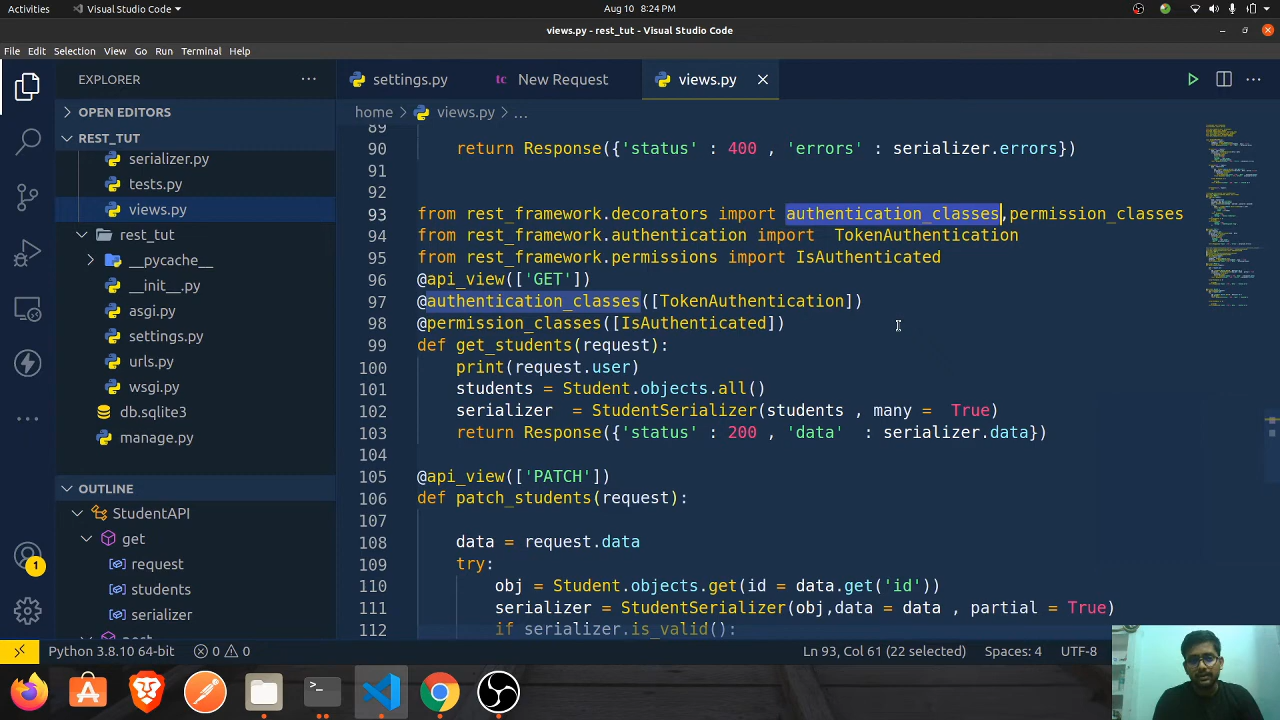 Activities
Visual Studio Code
Aug 10 8:24 PM
views.py - rest_tut - Visual Studio Code
File Edit Selection View Go Run Terminal Help
EXPLORER
settings.py
tc New Request
views.py
OPEN EDITORS
REST_TUT
serializer.py
tests.py
views.py
rest_tut
__pycache__
__init__.py
asgi.py
settings.py
urls.py
wsgi.py
db.sqlite3
manage.py
OUTLINE
StudentAPI
get
request
students
serializer
home > views.py > ...
89
90 return Response({'status' : 400 , 'errors' : serializer.errors})
91
92
93 from rest_framework.decorators import authentication_classes,permission_classes
94 from rest_framework.authentication import TokenAuthentication
95 from rest_framework.permissions import IsAuthenticated
96 @api_view(['GET'])
97 @authentication_classes([TokenAuthentication])
98 @permission_classes([IsAuthenticated])
99 def get_students(request):
100 print(request.user)
101 students = Student.objects.all()
102 serializer = StudentSerializer(students , many = True)
103 return Response({'status' : 200 , 'data' : serializer.data})
104
105 @api_view(['PATCH'])
106 def patch_students(request):
107
108 data = request.data
109 try:
110 obj = Student.objects.get(id = data.get('id'))
111 serializer = StudentSerializer(obj,data = data , partial = True)
112 if serializer.is_valid():
1
Python 3.8.10 64-bit
0 0
Ln 93, Col 61 (22 selected)
Spaces: 4
UTF-8